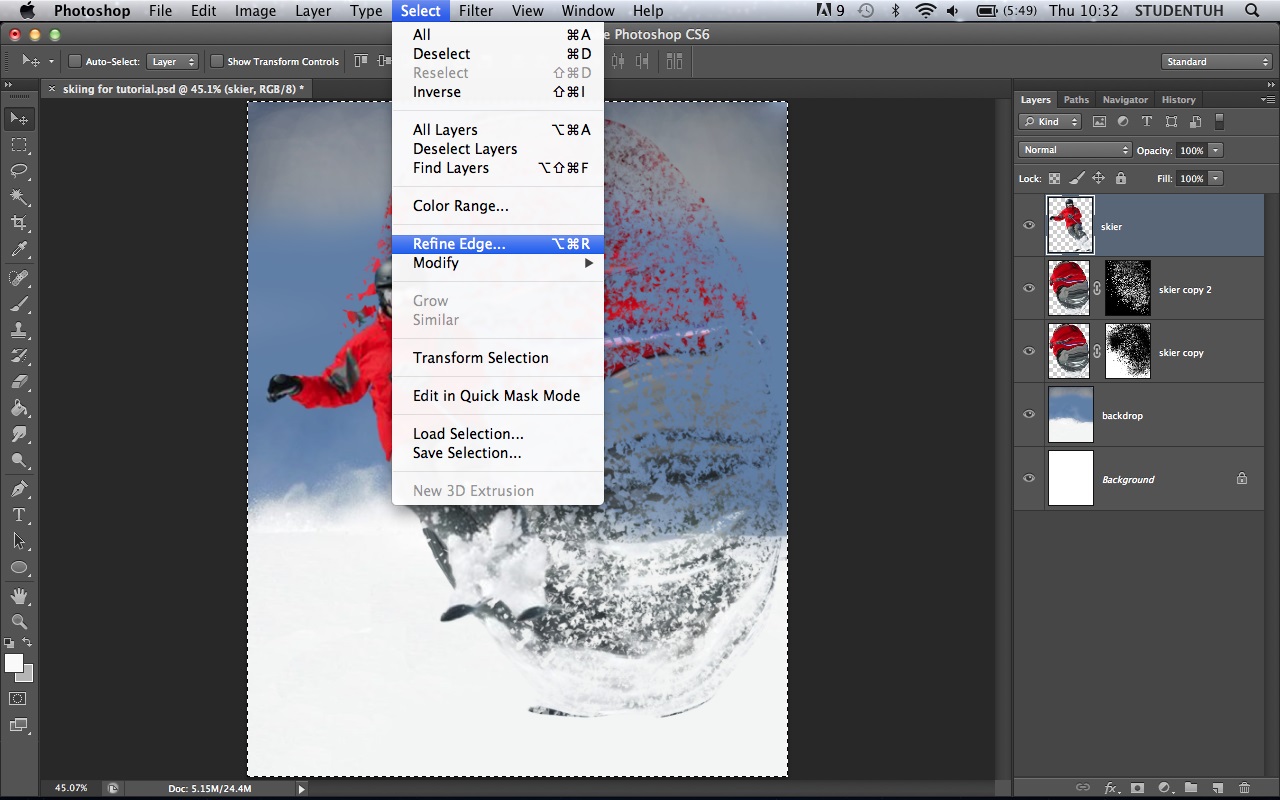 Photoshop File Edit Image Layer Type Select Filter View Window Help 9 (5:49) Thu 10:32 STUDENTUH
e Photoshop CS6
Auto-Select: Layer Show Transform Controls Standard
skiing for tutorial.psd @ 45.1% (skier, RGB/8) *
All ⌘A
Deselect ⌘D
Reselect ⇧⌘D
Inverse ⇧⌘I
All Layers ⌥⌘A
Deselect Layers
Find Layers ⌥⇧⌘F
Color Range...
Refine Edge... ⌥⌘R
Modify
Grow
Similar
Transform Selection
Edit in Quick Mask Mode
Load Selection...
Save Selection...
New 3D Extrusion
Layers Paths Navigator History
Kind
Normal Opacity: 100%
Lock: Fill: 100%
skier
skier copy 2
skier copy
backdrop
Background
45.07% Doc: 5.15M/24.4M